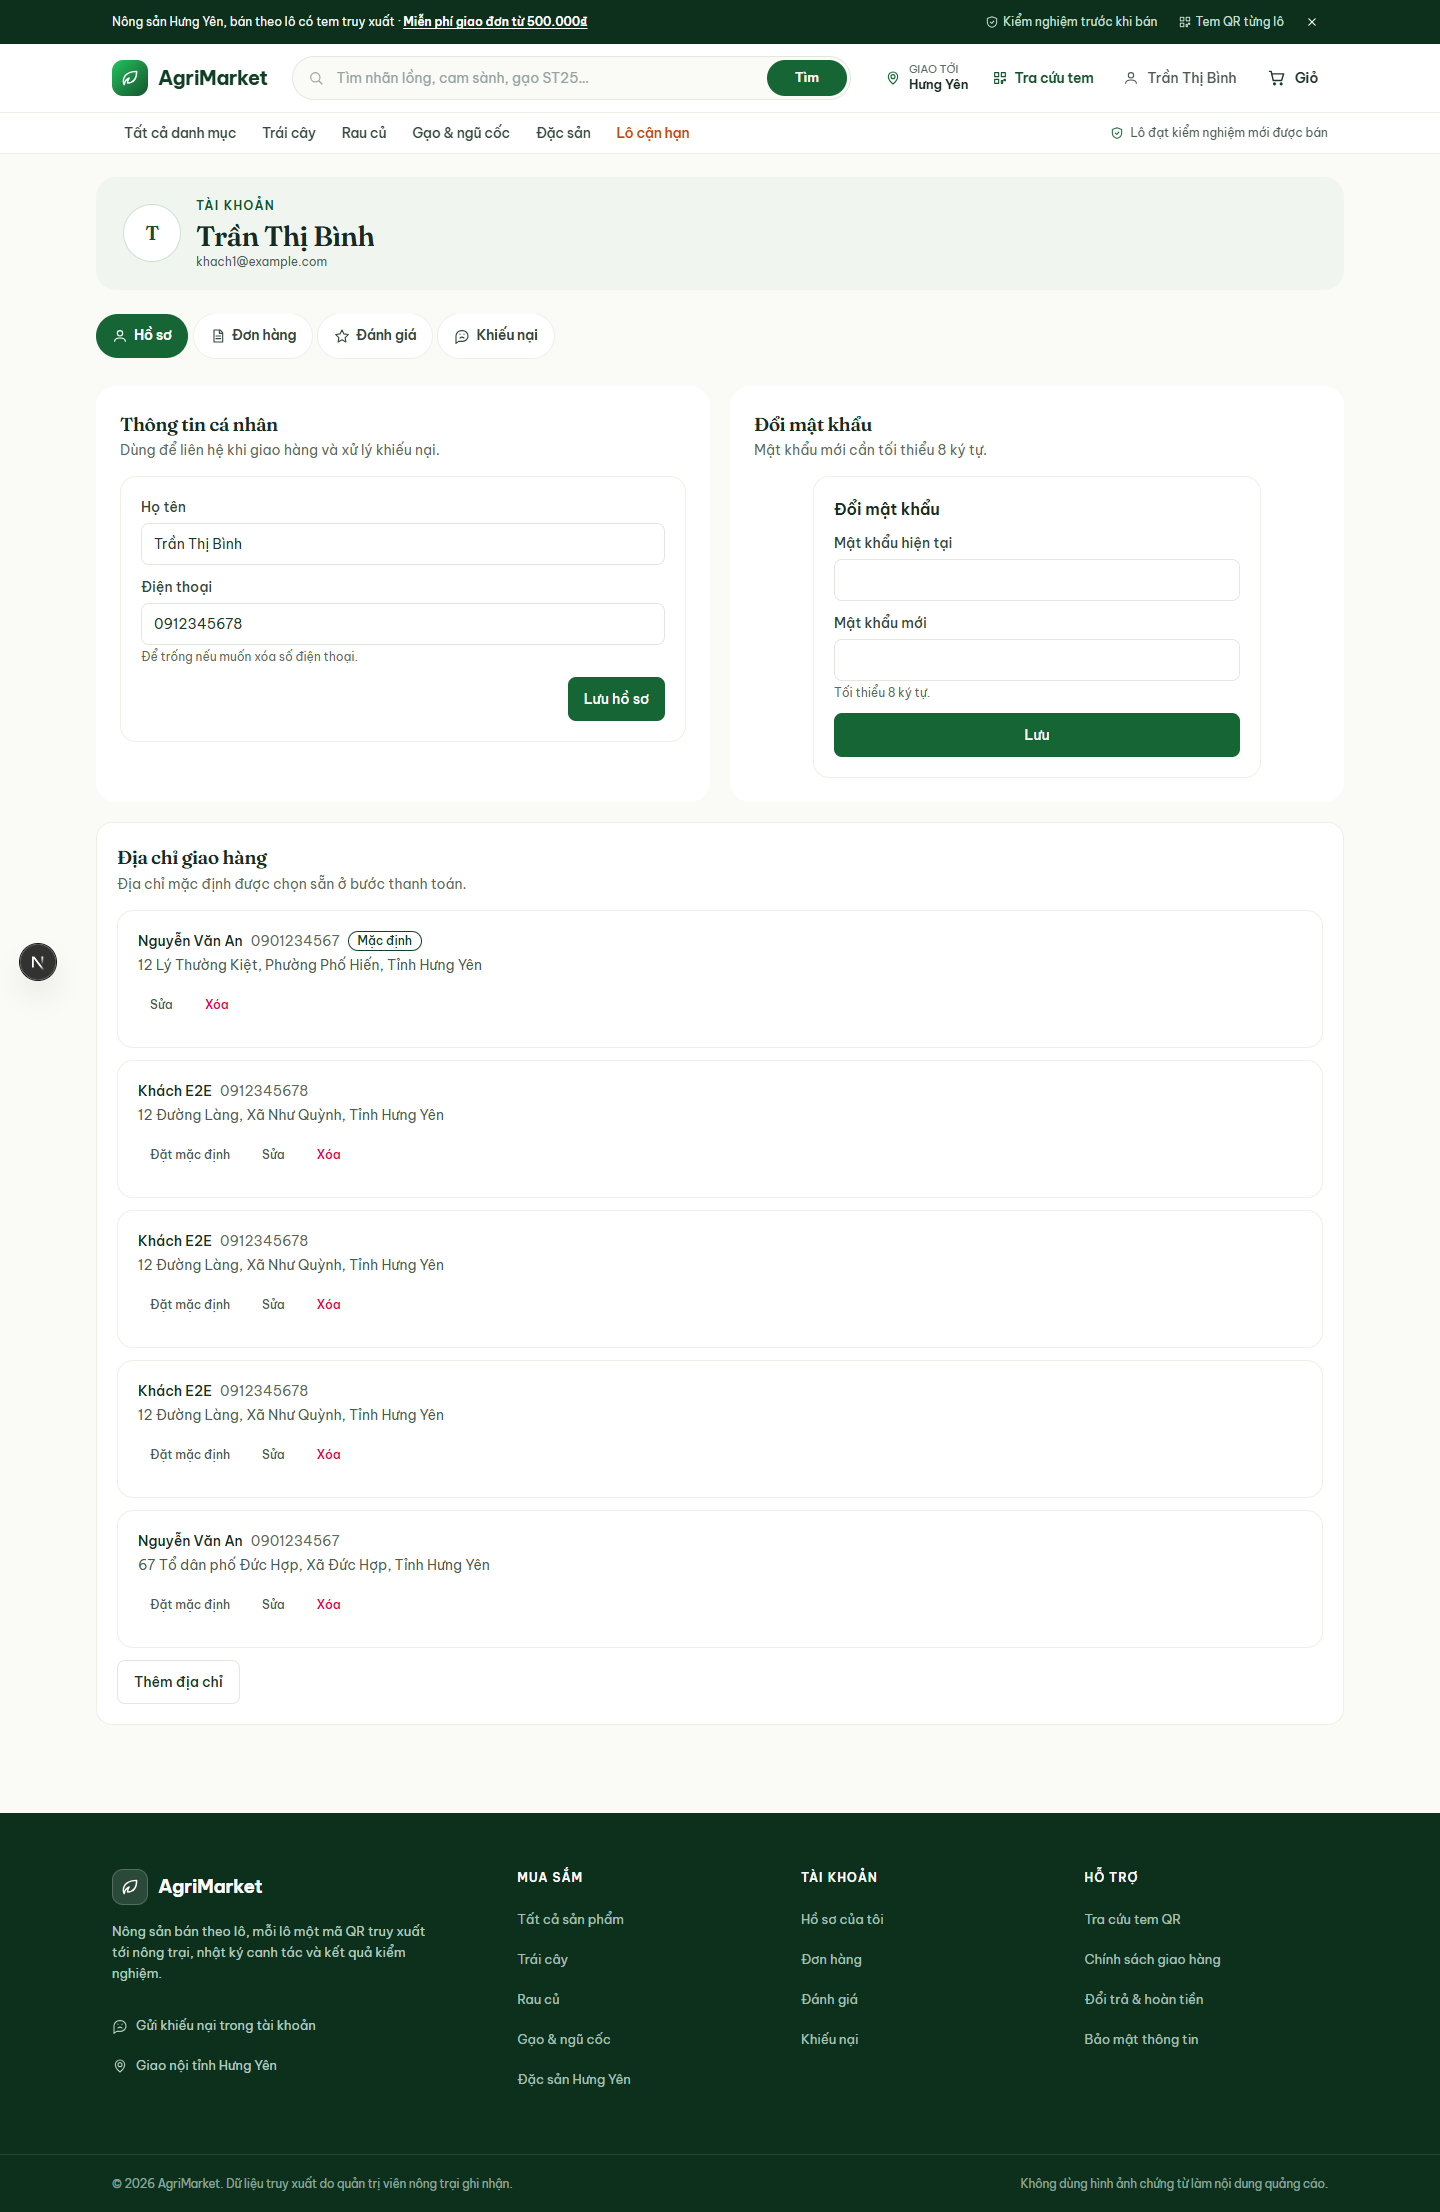 Nông sản Hưng Yên, bán theo lô có tem truy xuất · Miễn phí giao đơn từ 500.000₫
Kiểm nghiệm trước khi bán
Tem QR từng lô
AgriMarket
Tìm nhãn lồng, cam sành, gạo ST25...
Tìm
GIAO TỚI
Hưng Yên
Tra cứu tem
Trần Thị Bình
Giỏ
Tất cả danh mục
Trái cây
Rau củ
Gạo & ngũ cốc
Đặc sản
Lô cận hạn
Lô đạt kiểm nghiệm mới được bán
T
TÀI KHOẢN
Trần Thị Bình
khach1@example.com
Hồ sơ
Đơn hàng
Đánh giá
Khiếu nại
Thông tin cá nhân
Dùng để liên hệ khi giao hàng và xử lý khiếu nại.
Họ tên
Trần Thị Bình
Điện thoại
0912345678
Để trống nếu muốn xóa số điện thoại.
Lưu hồ sơ
Đổi mật khẩu
Mật khẩu mới cần tối thiểu 8 ký tự.
Đổi mật khẩu
Mật khẩu hiện tại
Mật khẩu mới
Tối thiểu 8 ký tự.
Lưu
Địa chỉ giao hàng
Địa chỉ mặc định được chọn sẵn ở bước thanh toán.
Nguyễn Văn An 0901234567 Mặc định
12 Lý Thường Kiệt, Phường Phố Hiến, Tỉnh Hưng Yên
Sửa Xóa
Khách E2E 0912345678
12 Đường Làng, Xã Như Quỳnh, Tỉnh Hưng Yên
Đặt mặc định Sửa Xóa
Khách E2E 0912345678
12 Đường Làng, Xã Như Quỳnh, Tỉnh Hưng Yên
Đặt mặc định Sửa Xóa
Khách E2E 0912345678
12 Đường Làng, Xã Như Quỳnh, Tỉnh Hưng Yên
Đặt mặc định Sửa Xóa
Nguyễn Văn An 0901234567
67 Tổ dân phố Đức Hợp, Xã Đức Hợp, Tỉnh Hưng Yên
Đặt mặc định Sửa Xóa
Thêm địa chỉ
N
AgriMarket
Nông sản bán theo lô, mỗi lô một mã QR truy xuất
tới nông trại, nhật ký canh tác và kết quả kiểm
nghiệm.
Gửi khiếu nại trong tài khoản
Giao nội tỉnh Hưng Yên
MUA SẮM
Tất cả sản phẩm
Trái cây
Rau củ
Gạo & ngũ cốc
Đặc sản Hưng Yên
TÀI KHOẢN
Hồ sơ của tôi
Đơn hàng
Đánh giá
Khiếu nại
HỖ TRỢ
Tra cứu tem QR
Chính sách giao hàng
Đổi trả & hoàn tiền
Bảo mật thông tin
© 2026 AgriMarket. Dữ liệu truy xuất do quản trị viên nông trại ghi nhận.
Không dùng hình ảnh chứng từ làm nội dung quảng cáo.